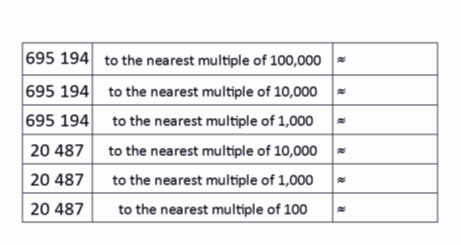 695 194 to the nearest multiple of 100,000 ≈
695 194 to the nearest multiple of 10,000 ≈
695 194 to the nearest multiple of 1,000 ≈
20 487 to the nearest multiple of 10,000 ≈
20 487 to the nearest multiple of 1,000 ≈
20 487 to the nearest multiple of 100 ≈